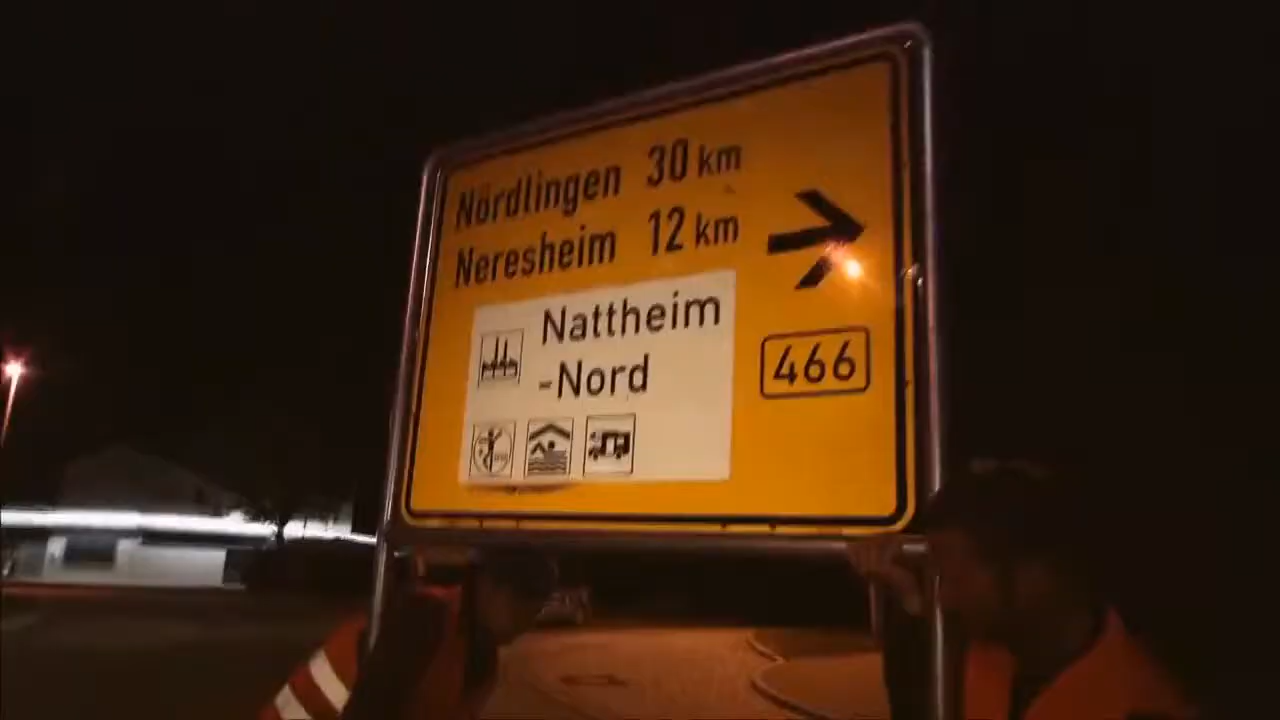 Nördlingen 30 km
Neresheim 12 km
Nattheim
-Nord
466